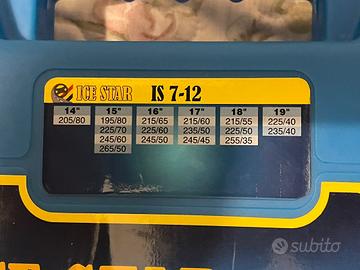 ICE STAR IS 7-12
14" 15" 16" 17" 18" 19"
205/80 195/80 215/65 215/60 215/55 225/40
225/70 225/60 235/50 225/50 235/40
245/60 245/50 245/45 255/35
265/50
subito